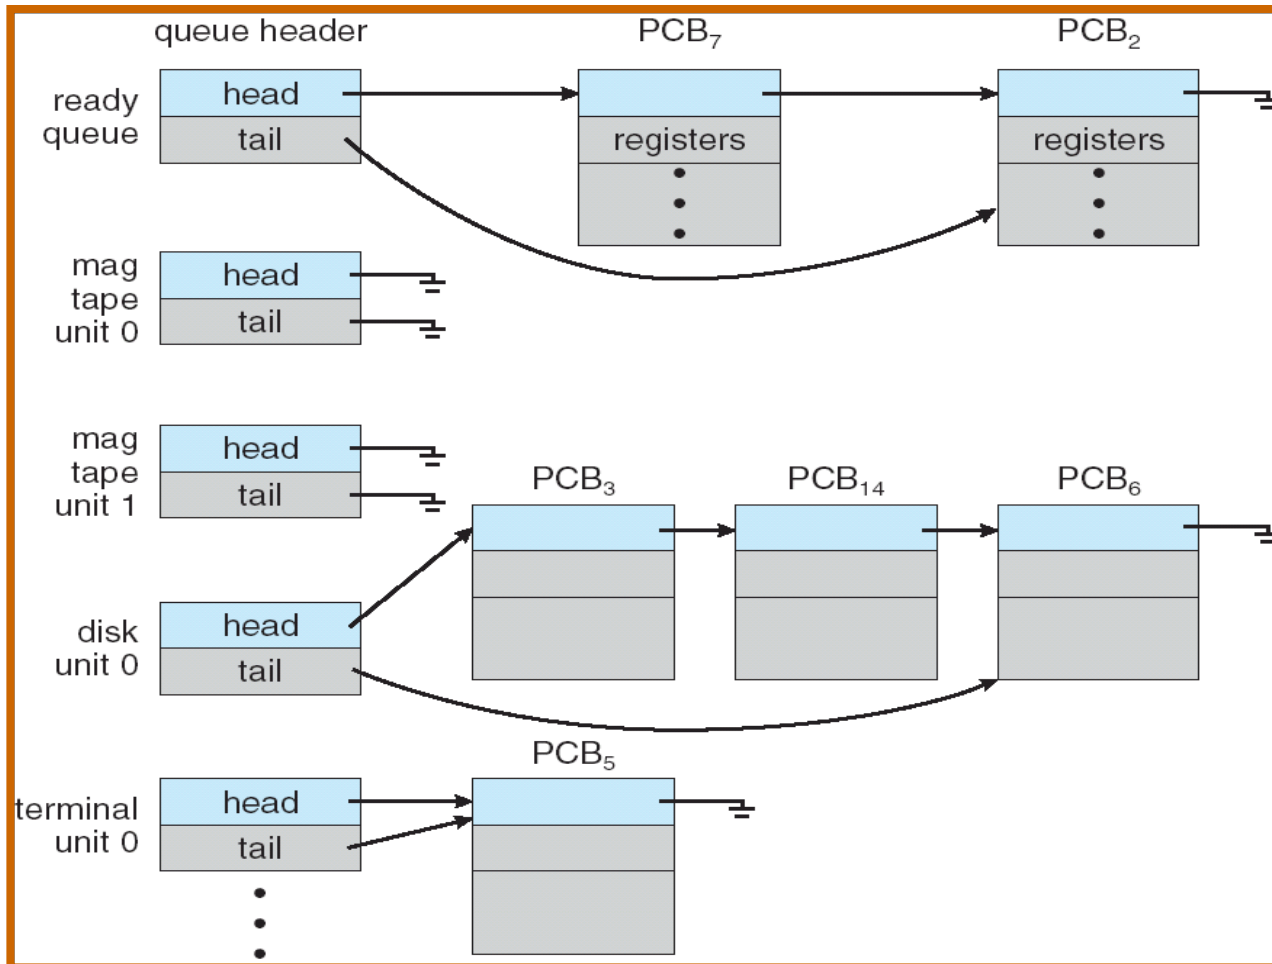 queue header
PCB7
PCB2
ready
queue
head
tail
registers
registers
mag
tape
unit 0
head
tail
mag
tape
unit 1
head
tail
PCB3
PCB14
PCB6
disk
unit 0
head
tail
PCB5
terminal
unit 0
head
tail